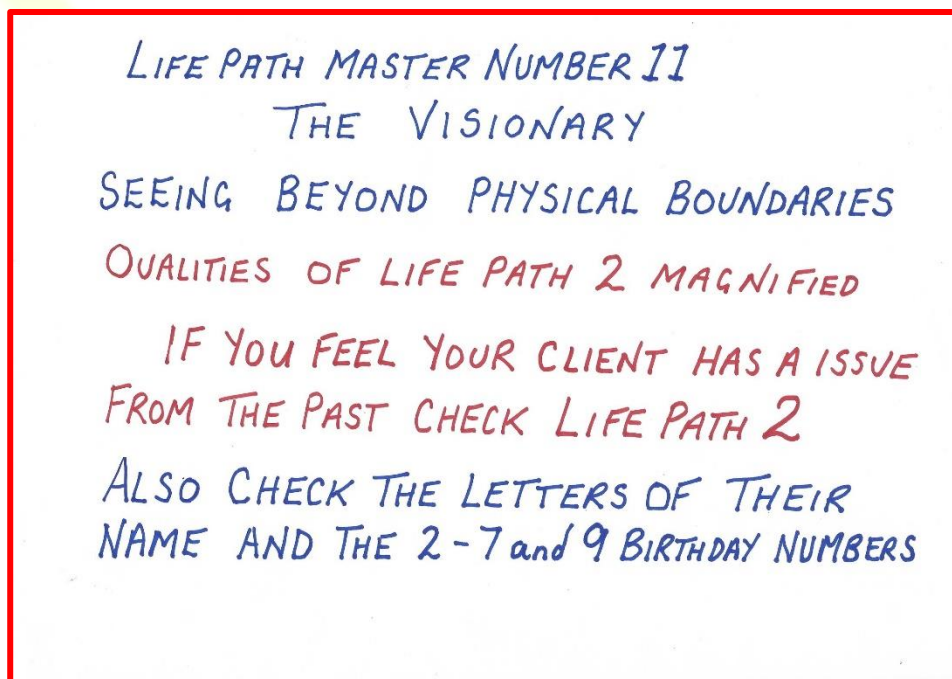 LIFE PATH MASTER NUMBER 11
THE VISIONARY
SEEING BEYOND PHYSICAL BOUNDARIES
QUALITIES OF LIFE PATH 2 MAGNIFIED
IF YOU FEEL YOUR CLIENT HAS A ISSUE
FROM THE PAST CHECK LIFE PATH 2
ALSO CHECK THE LETTERS OF THEIR
NAME AND THE 2-7 and 9 BIRTHDAY NUMBERS